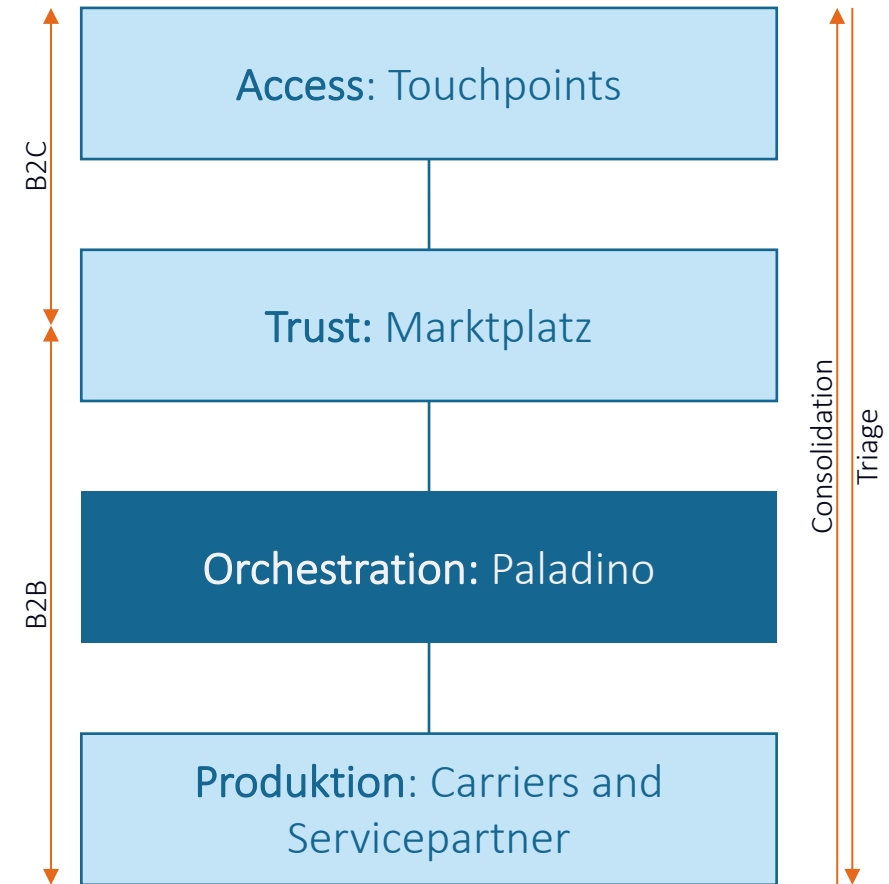 Access: Touchpoints
B2C
Trust: Marktplatz
Consolidation
Triage
Orchestration: Paladino
B2B
Produktion: Carriers and
Servicepartner